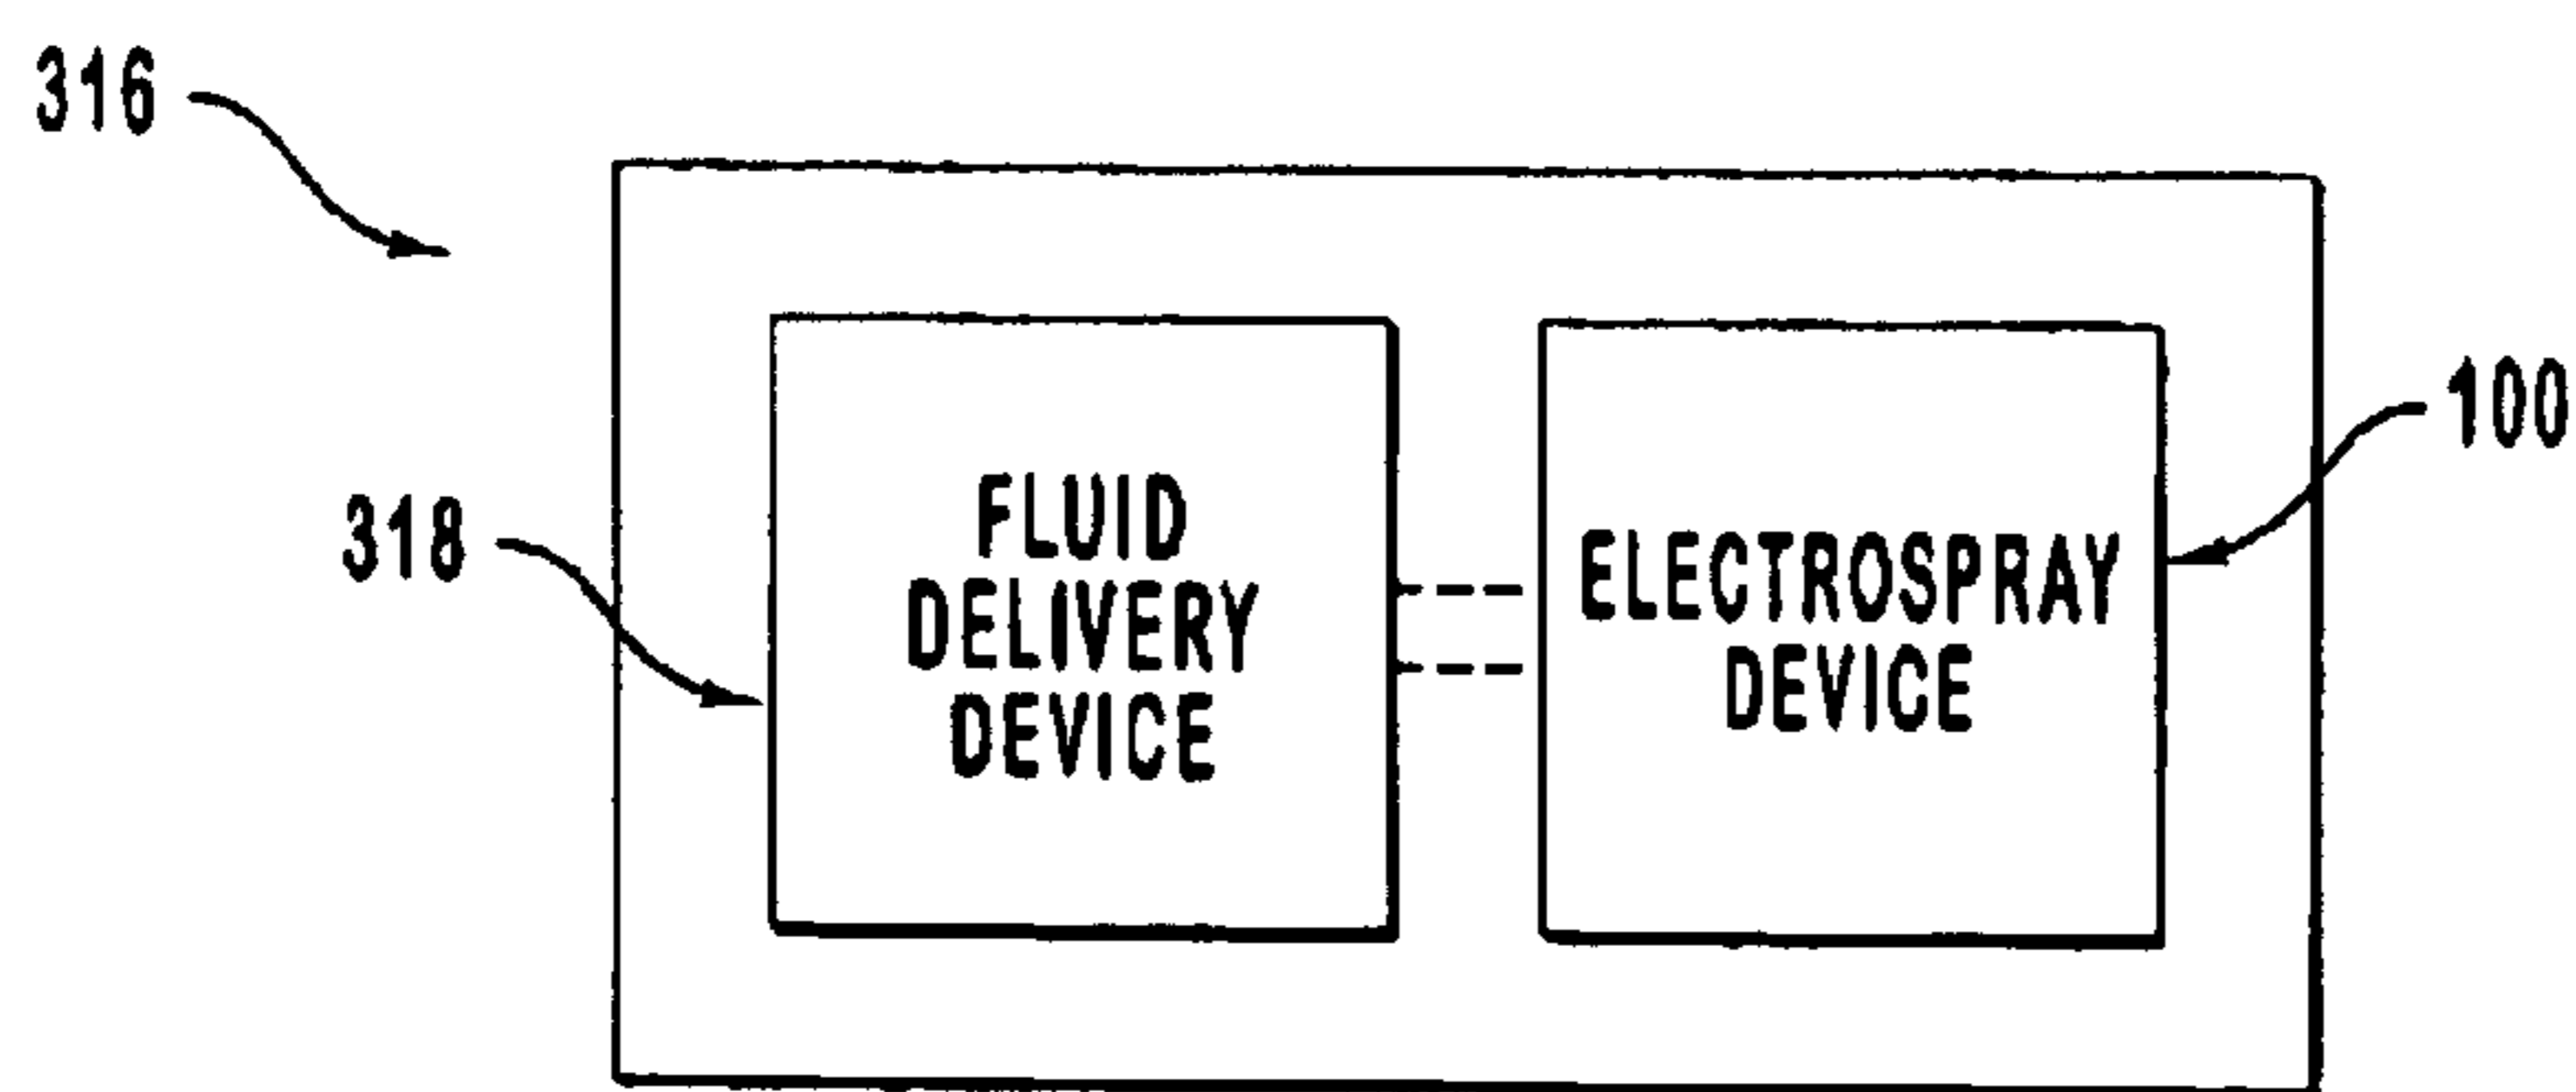 316
318
FLUID
DELIVERY
DEVICE
ELECTROSPRAY
DEVICE
100